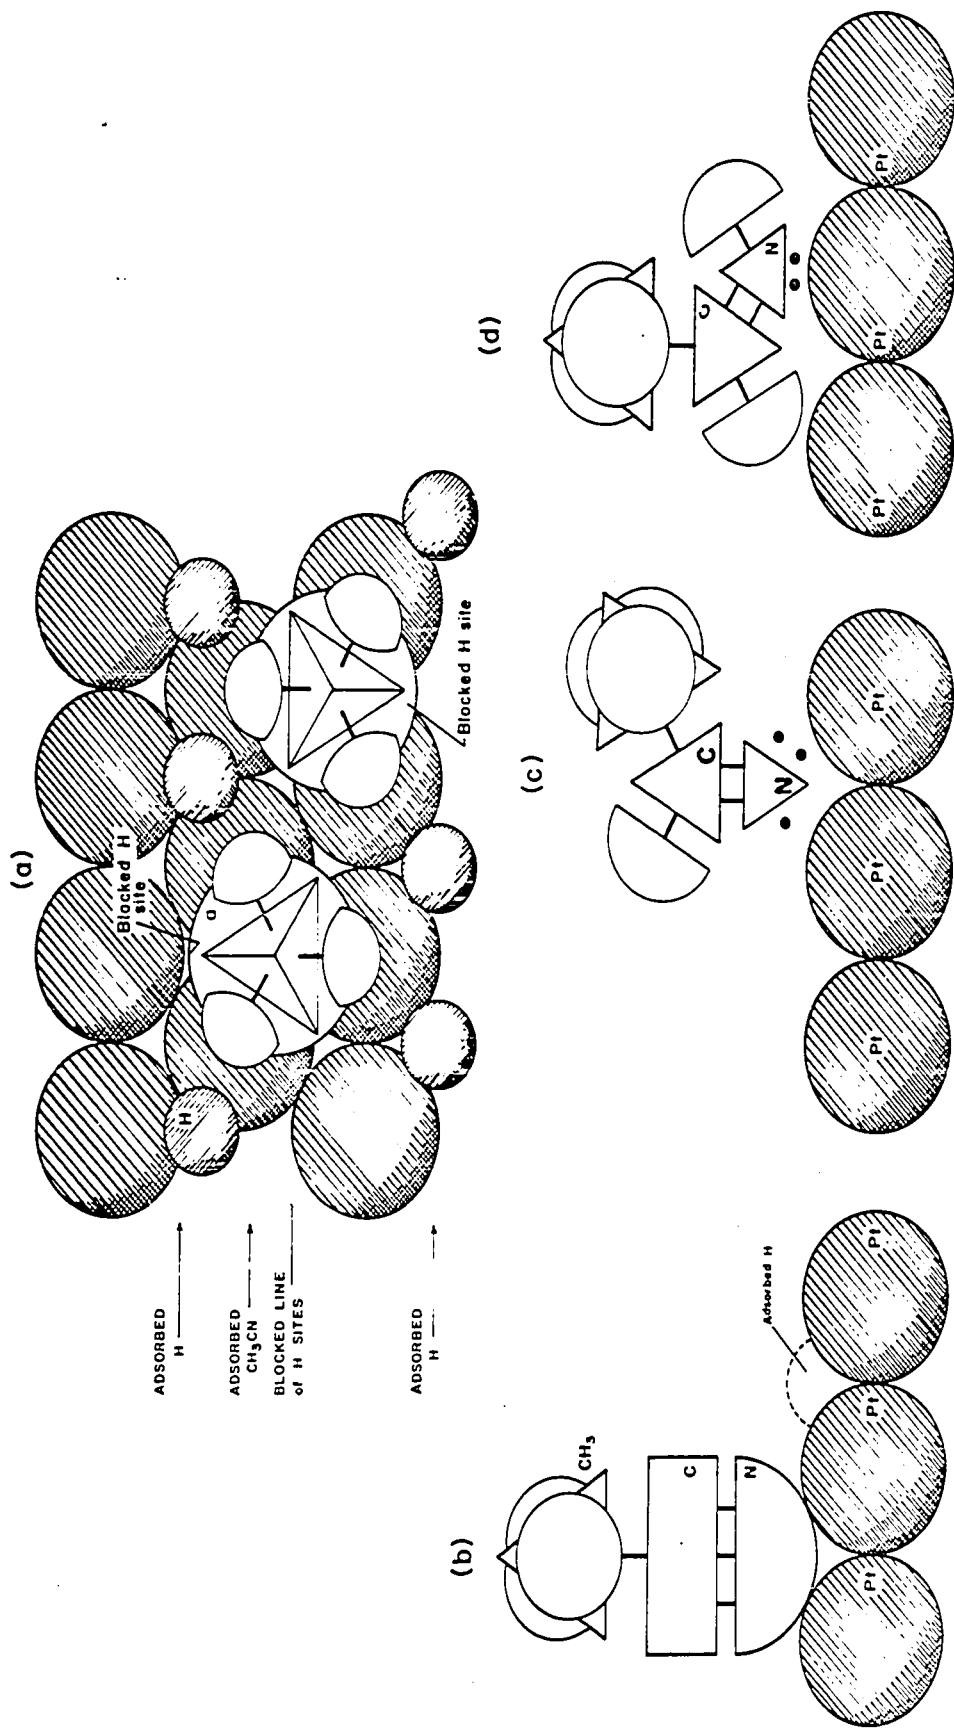 (a)
ADSORBED
H
ADSORBED
CH₃CN
BLOCKED LINE
of H SITES
ADSORBED
H
H
Blocked H
site
a
Blocked H site
(b)
CH₃
C
N
Adsorbed H
Pt
Pt
Pt
(c)
C
N
Pt
Pt
Pt
(d)
C
N
Pt
Pt
Pt